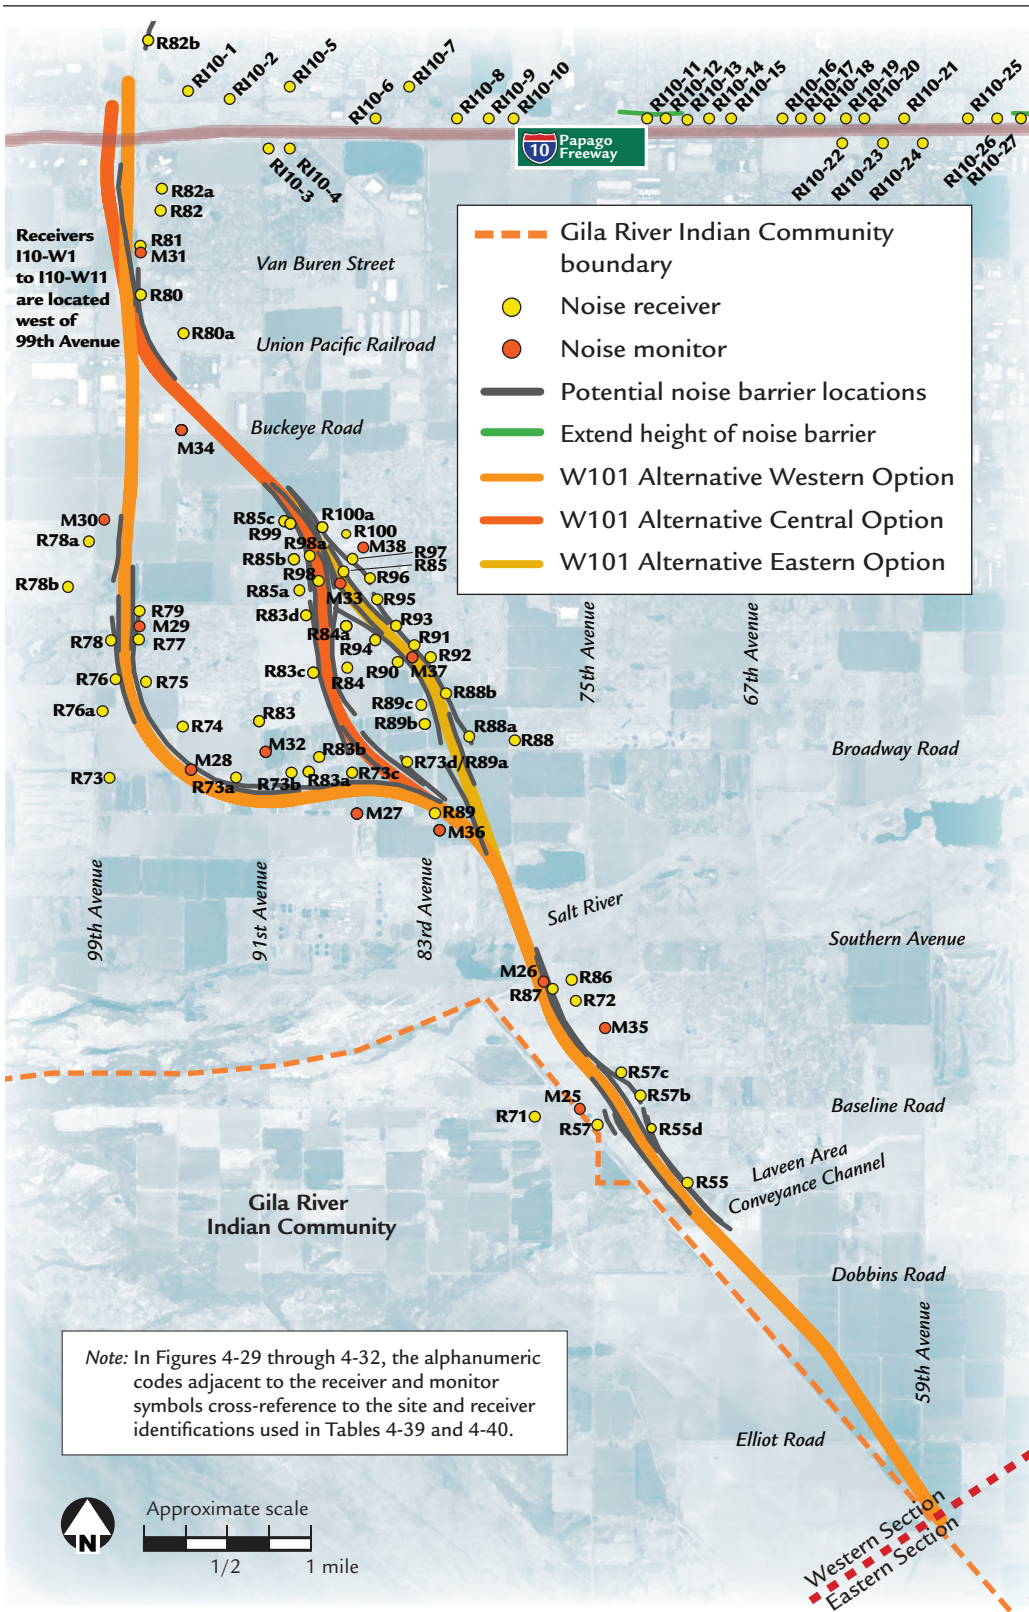 R82b
RI10-1
RI10-2
RI10-5
RI10-6
RI10-7
RI10-8
RI10-9
RI10-10
RI10-11
RI10-12
RI10-13
RI10-14
RI10-15
RI10-16
RI10-17
RI10-18
RI10-19
RI10-20
RI10-21
RI10-25
10
Papago
Freeway
RI10-3
RI10-4
RI10-22
RI10-23
RI10-24
RI10-26
RI10-27
R82a
R82
Receivers
I10-W1
to I10-W11
are located
west of
99th Avenue
R81
M31
R80
R80a
Van Buren Street
Union Pacific Railroad
Buckeye Road
Gila River Indian Community
boundary
Noise receiver
Noise monitor
Potential noise barrier locations
Extend height of noise barrier
W101 Alternative Western Option
W101 Alternative Central Option
W101 Alternative Eastern Option
M34
M30
R78a
R78b
R85c
R99
R100a
R100
R98a
M38
R97
R85
R85b
R98
R96
R85a
M33
R95
R79
M29
R77
R78
R83d
R84a
R93
R94
R91
R92
R90
M37
R76
R75
R83c
R84
R76a
R74
R83
R89c
R88b
R89b
R88a
R88
M32
R83b
R73d/R89a
R73
M28
R73a
R73b
R83a
R73c
M27
R89
M36
75th Avenue
67th Avenue
Broadway Road
99th Avenue
91st Avenue
83rd Avenue
Salt River
Southern Avenue
M26
R86
R87
R72
M35
R57c
M25
R57b
R71
R57
R55d
Baseline Road
R55
Laveen Area
Conveyance Channel
Gila River
Indian Community
Dobbins Road
59th Avenue
Note: In Figures 4-29 through 4-32, the alphanumeric
codes adjacent to the receiver and monitor
symbols cross-reference to the site and receiver
identifications used in Tables 4-39 and 4-40.
Elliot Road
N
Approximate scale
1/2
1 mile
Western Section
Eastern Section